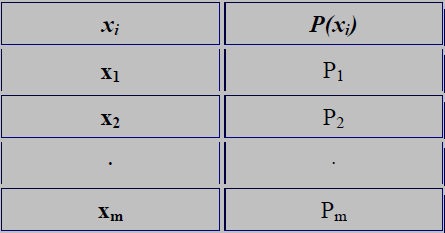 xᵢ P(xᵢ)
x₁ P₁
x₂ P₂
. .
xₘ Pₘ